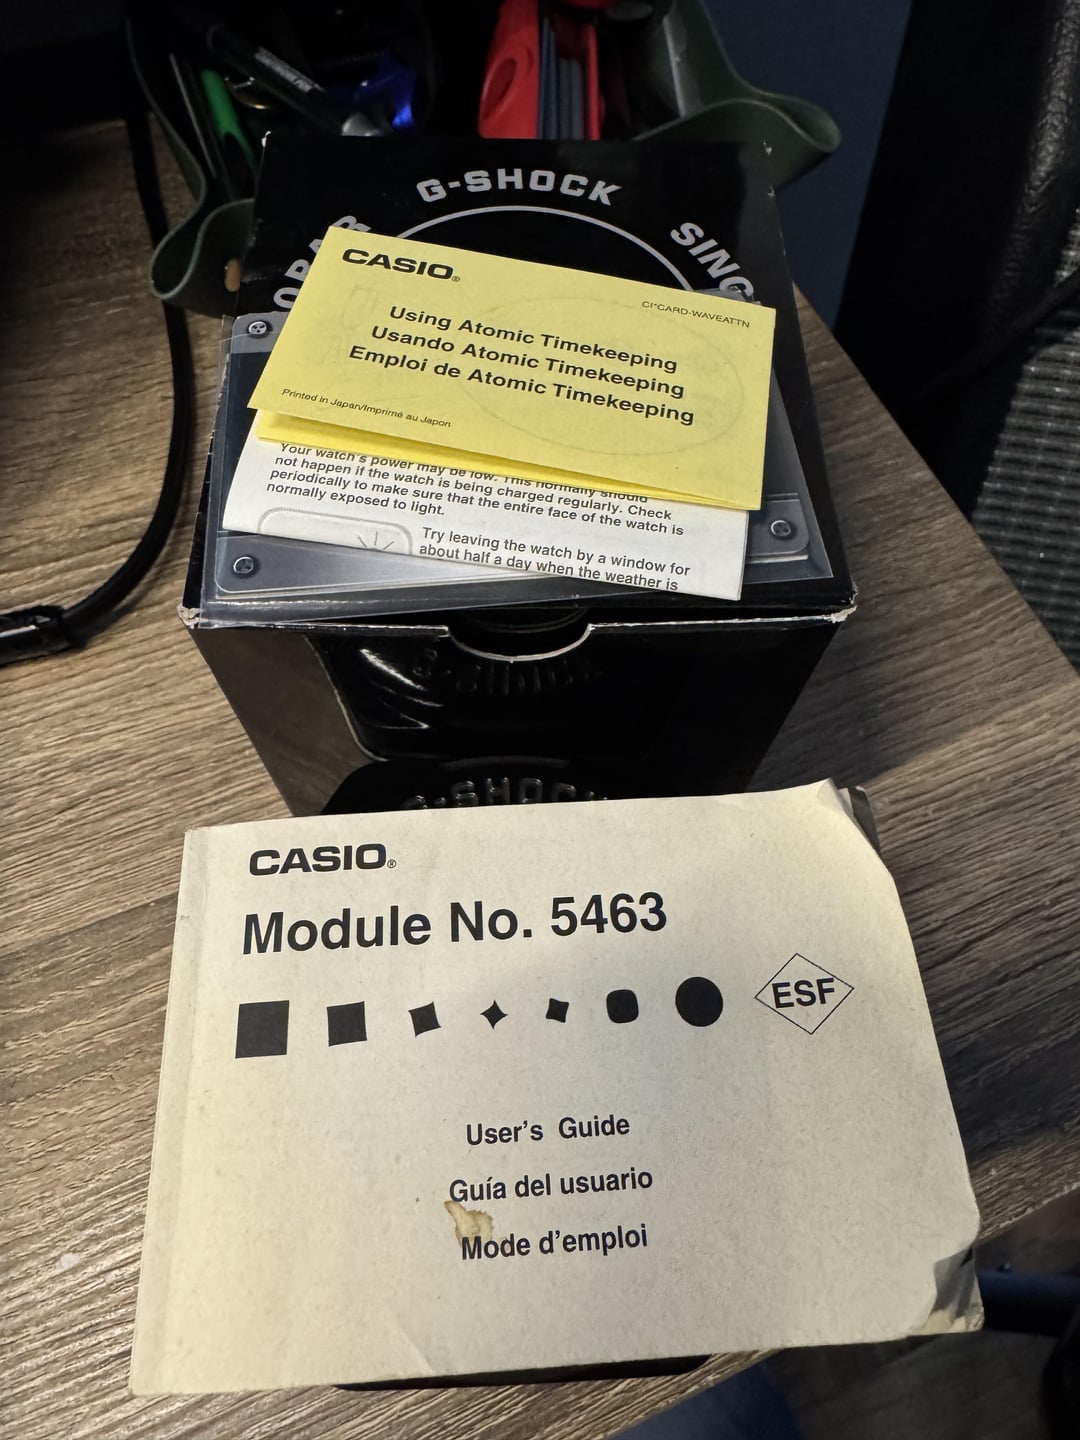 G-SHOCK
SINC
CASIO®
CI*CARD-WAVEATTN
Using Atomic Timekeeping
Usando Atomic Timekeeping
Emploi de Atomic Timekeeping
Printed in Japan/Imprimé au Japon
Your watch's power may be low. This normally should
not happen if the watch is being charged regularly. Check
periodically to make sure that the entire face of the watch is
normally exposed to light.
Try leaving the watch by a window for
about half a day when the weather is
G-SHOCK
G-SHOCK
CASIO®
Module No. 5463
ESF
User's Guide
Guía del usuario
Mode d'emploi